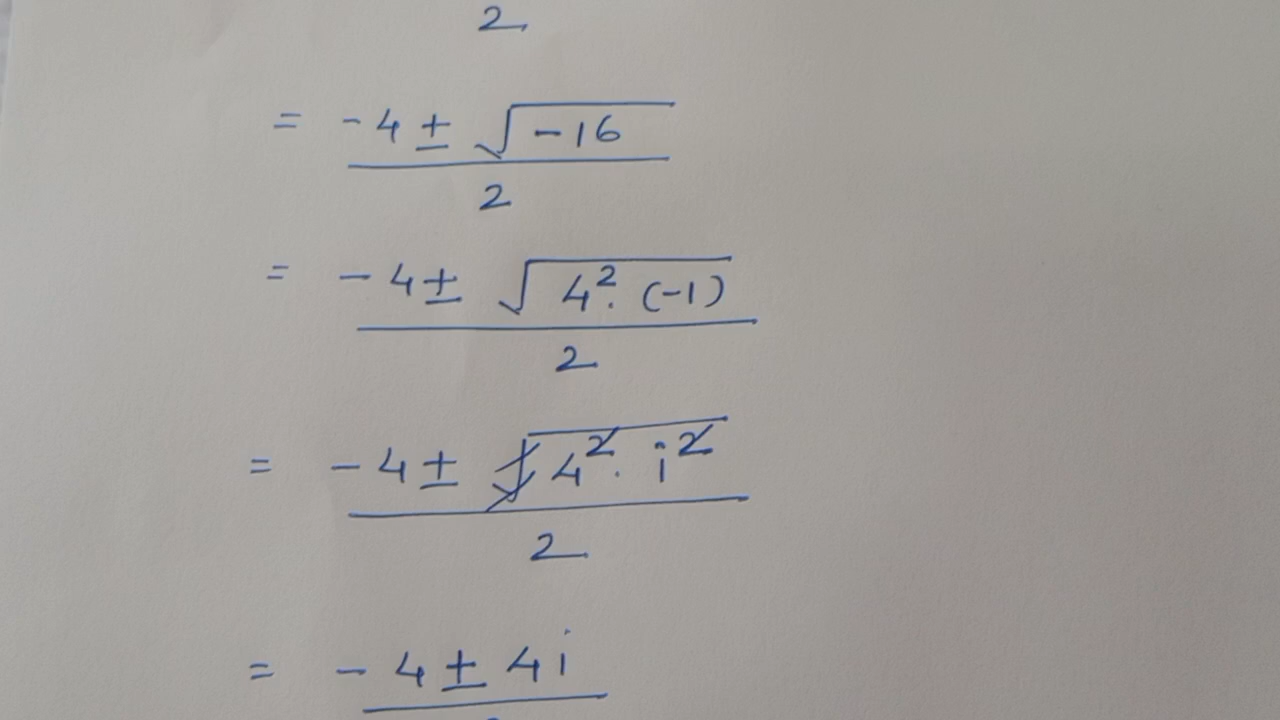 2
= -4 ± √-16
2
= -4 ± √4². (-1)
2
= -4 ± √4². i²
2
= -4 ± 4i